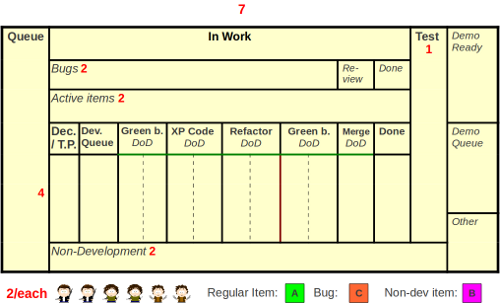 7
Queue
In Work
Test
1
Demo
Ready
Bugs 2
Re-
view
Done
Active items 2
Dec.
/ T.P.
Dev.
Queue
Green b.
DoD
XP Code
DoD
Refactor
DoD
Green b.
DoD
Merge
DoD
Done
Demo
Queue
4
Other
Non-Development 2
2/each
Regular Item: A
Bug: C
Non-dev item: B